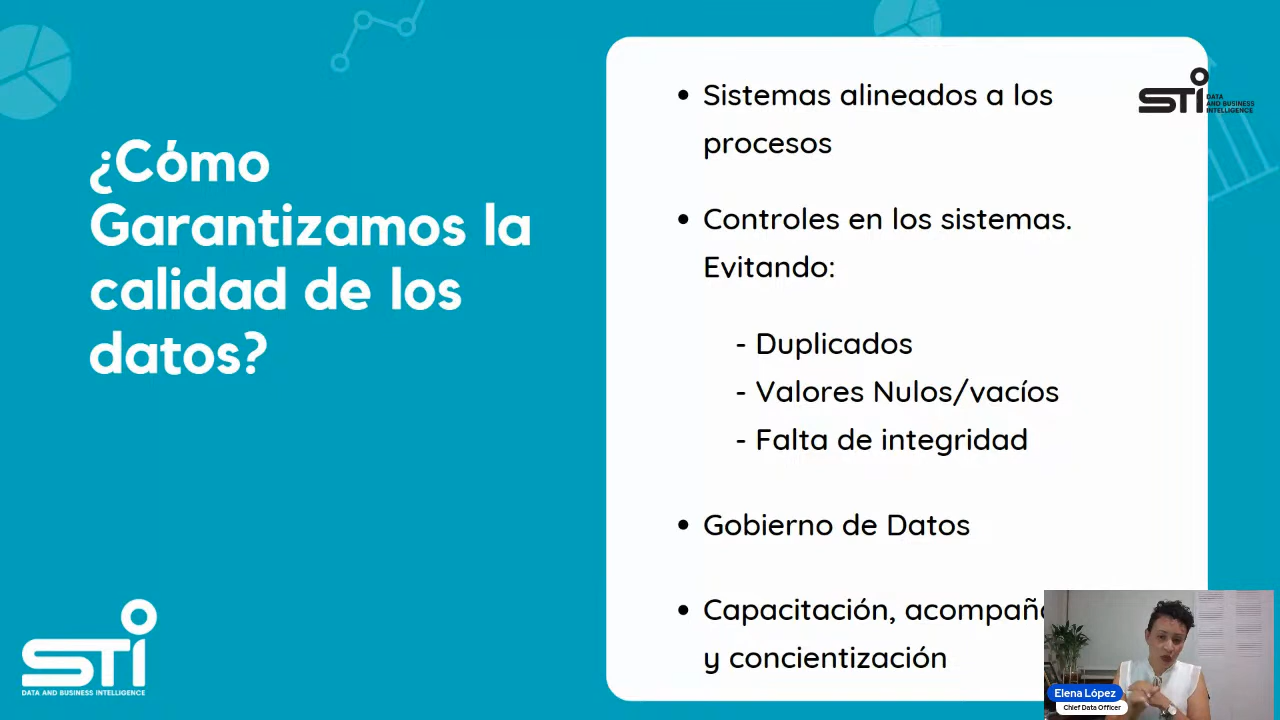 ¿Cómo
Garantizamos la
calidad de los
datos?
STi
DATA AND BUSINESS INTELLIGENCE
Sistemas alineados a los
procesos
Controles en los sistemas.
Evitando:
- Duplicados
- Valores Nulos/vacíos
- Falta de integridad
Gobierno de Datos
Capacitación,
y concientización
STi
DATA
AND BUSINESS
INTELLIGENCE
Elena López
Chief Data Officer